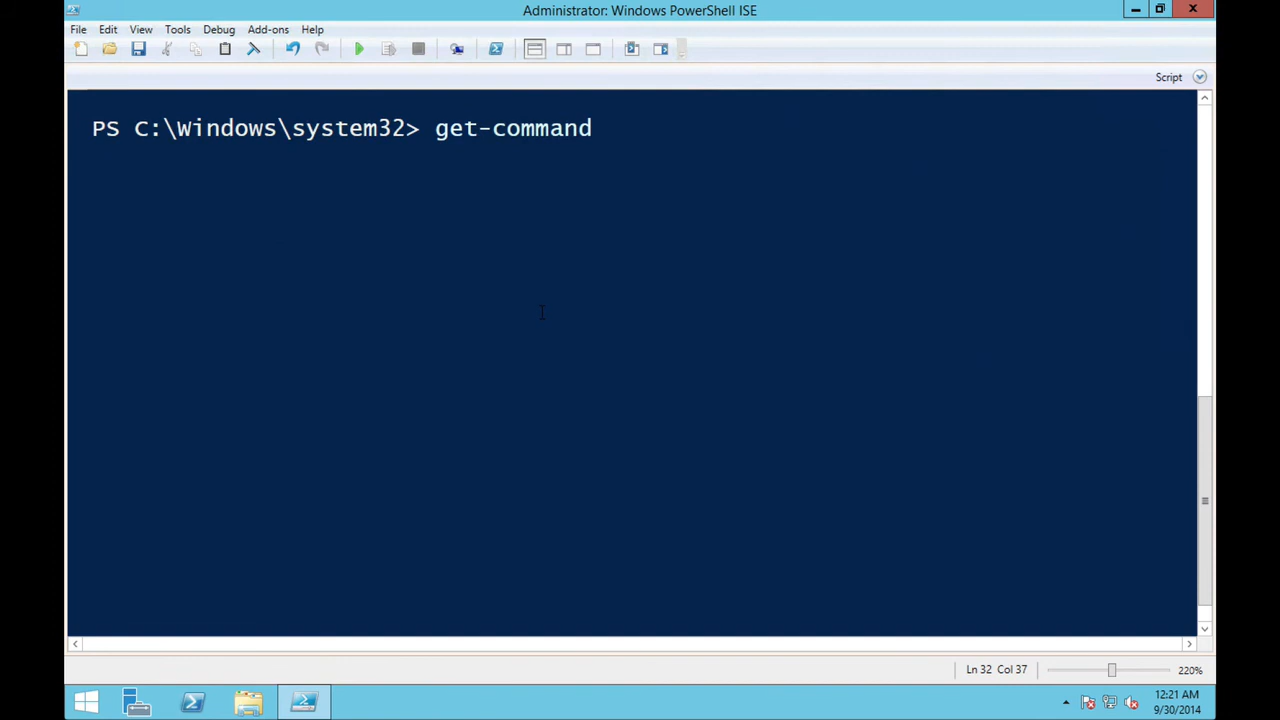 Administrator: Windows PowerShell ISE
File Edit View Tools Debug Add-ons Help
Script
PS C:\Windows\system32> get-command
Ln 32 Col 37
220%
12:21 AM
9/30/2014